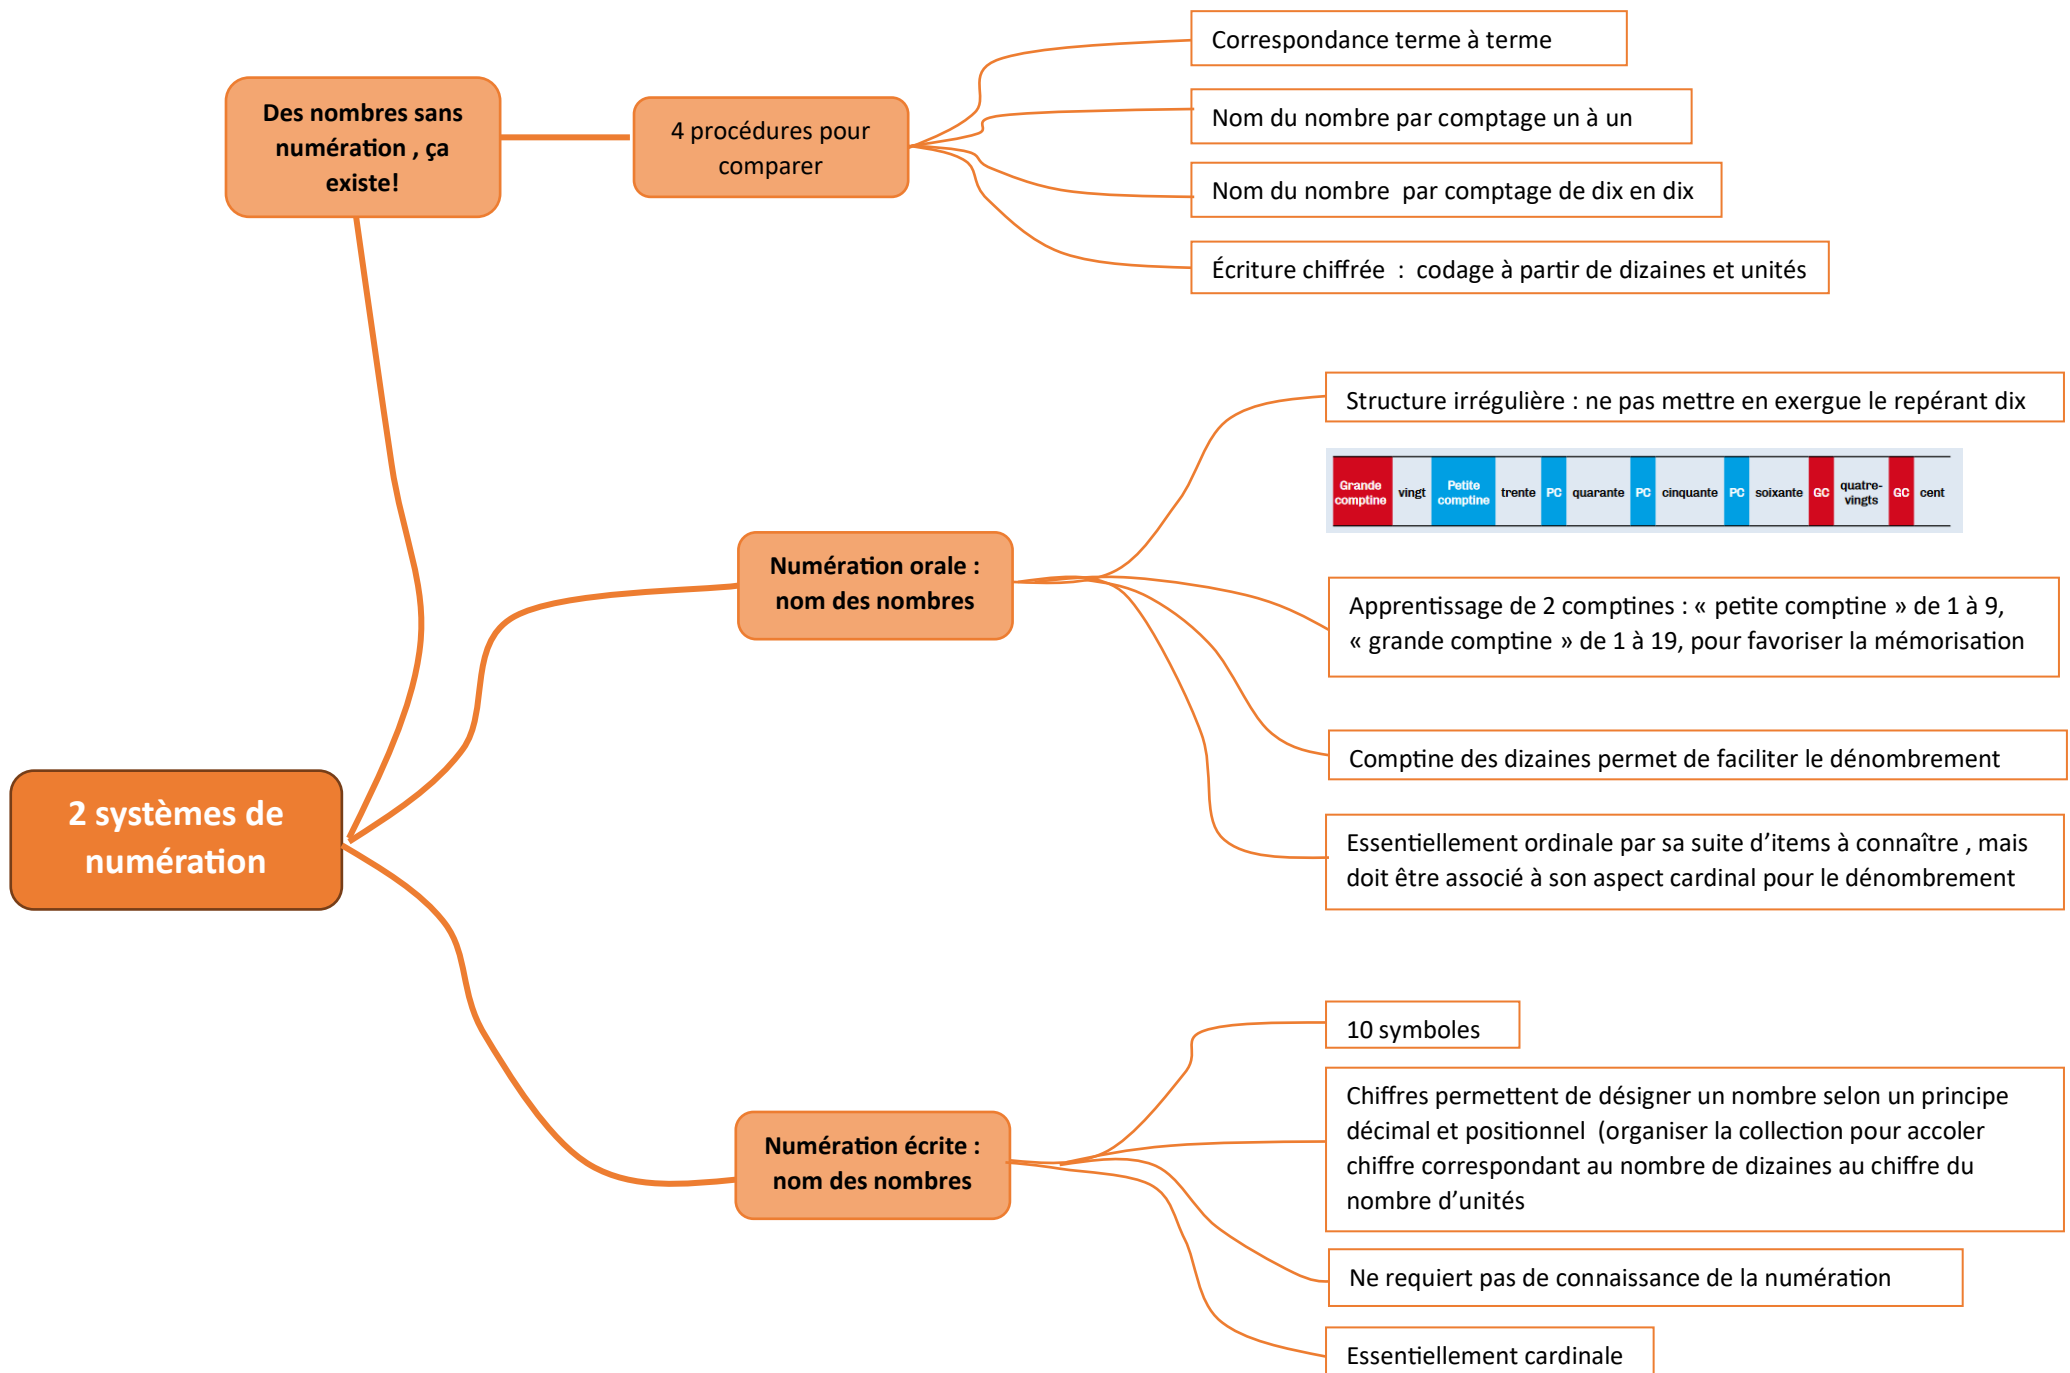 Correspondance terme à terme
Des nombres sans
numération , ça
existe!
4 procédures pour
comparer
Nom du nombre par comptage un à un
Nom du nombre  par comptage de dix en dix
Écriture chiffrée  :  codage à partir de dizaines et unités
Structure irrégulière : ne pas mettre en exergue le repérant dix
Grande
comptine
vingt
Petite
comptine
trente
PC
quarante
PC
cinquante
PC
soixante
GC
quatre-
vingts
GC
cent
Numération orale :
nom des nombres
Apprentissage de 2 comptines : « petite comptine » de 1 à 9,
« grande comptine » de 1 à 19, pour favoriser la mémorisation
Comptine des dizaines permet de faciliter le dénombrement
2 systèmes de
numération
Essentiellement ordinale par sa suite d’items à connaître , mais
doit être associé à son aspect cardinal pour le dénombrement
10 symboles
Numération écrite :
nom des nombres
Chiffres permettent de désigner un nombre selon un principe
décimal et positionnel  (organiser la collection pour accoler
chiffre correspondant au nombre de dizaines au chiffre du
nombre d’unités
Ne requiert pas de connaissance de la numération
Essentiellement cardinale